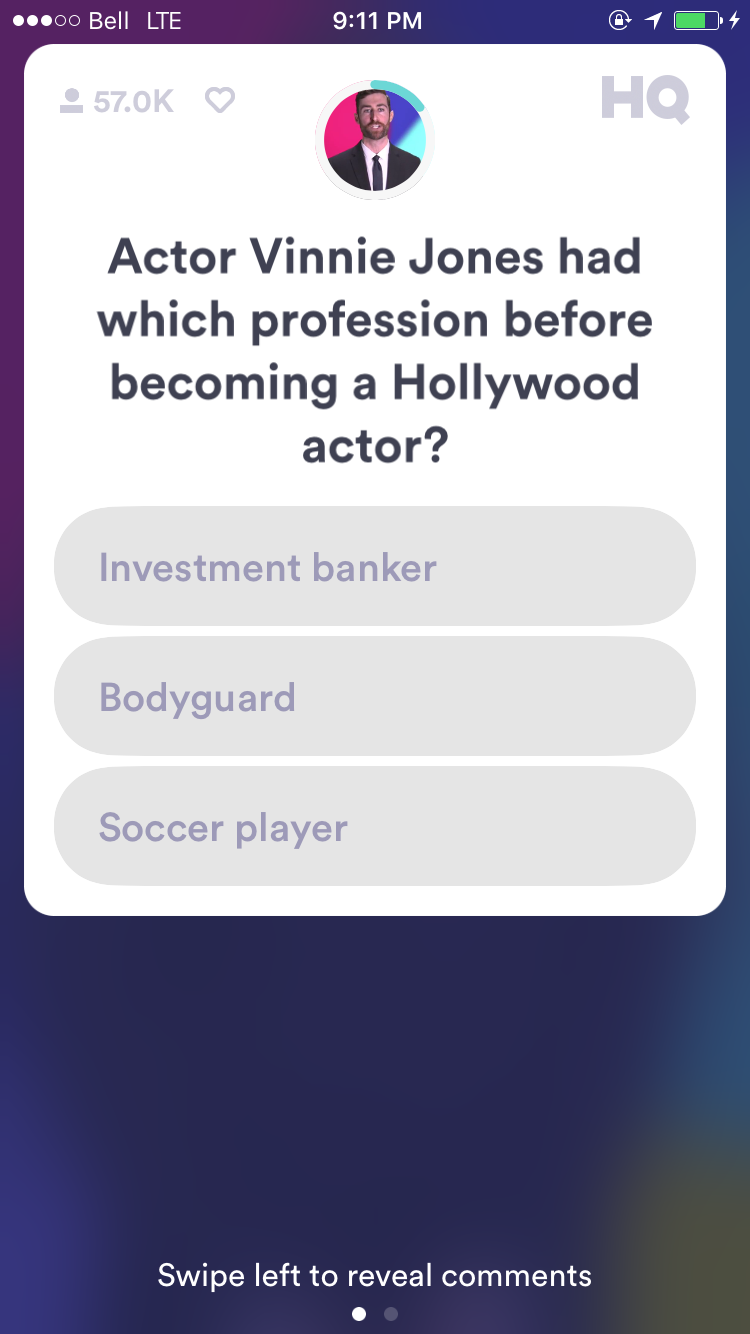 Bell LTE 9:11 PM
57.0K HQ
Actor Vinnie Jones had
which profession before
becoming a Hollywood
actor?
Investment banker
Bodyguard
Soccer player
Swipe left to reveal comments